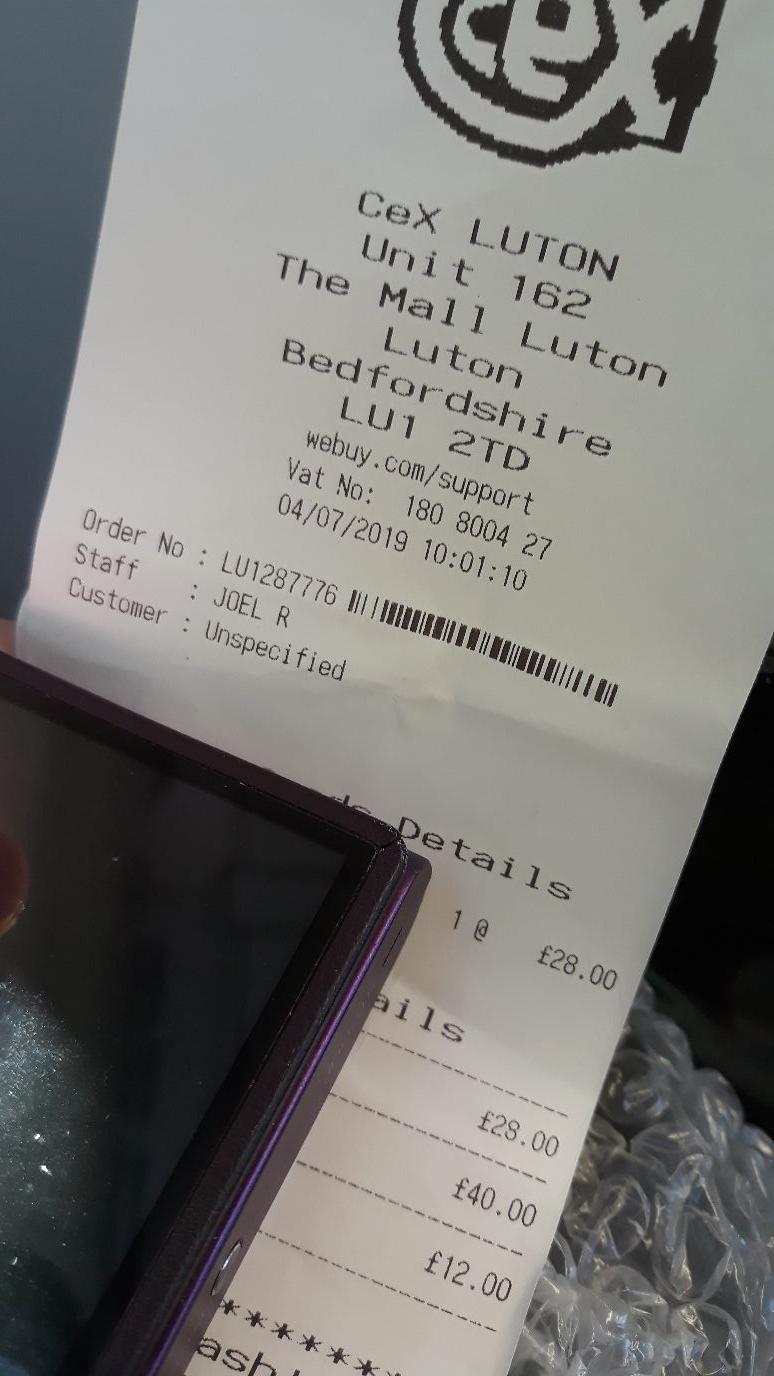 CeX
CeX LUTON
Unit 162
The Mall Luton
Luton
Bedfordshire
LU1 2TD
webuy.com/support
Vat No: 180 8004 27
04/07/2019 10:01:10
Order No : LU1287776
Staff : JOEL R
Customer : Unspecified
Details
1 @ £28.00
ails
£28.00
£40.00
£12.00
*******
ash